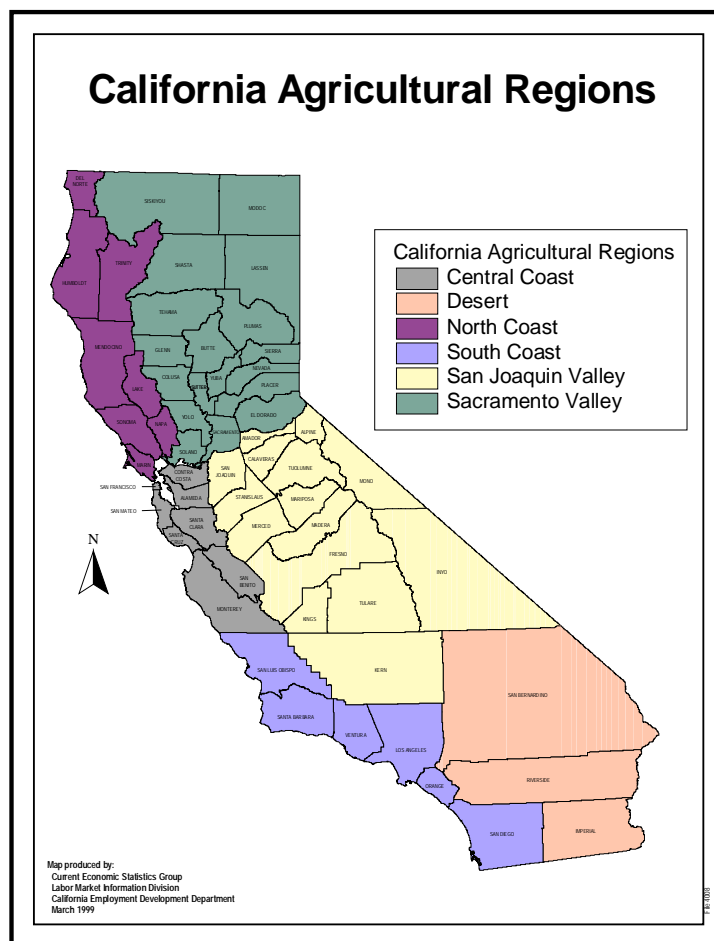 California Agricultural Regions
DEL
NORTE
SISKIYOU
MODOC
HUMBOLDT
TRINITY
SHASTA
LASSEN
TEHAMA
PLUMAS
MENDOCINO
GLENN
BUTTE
SIERRA
NEVADA
LAKE
COLUSA
SUTTER
YUBA
PLACER
SONOMA
NAPA
YOLO
EL DORADO
SACRAMENTO
ALPINE
AMADOR
MARIN
SOLANO
CALAVERAS
SAN
JOAQUIN
TUOLUMNE
MONO
CONTRA
COSTA
SAN FRANCISCO
ALAMEDA
STANISLAUS
MARIPOSA
SAN MATEO
SANTA
CLARA
MERCED
MADERA
SANTA
CRUZ
FRESNO
INYO
SAN
BENITO
MONTEREY
KINGS
TULARE
SAN LUIS OBISPO
KERN
SAN BERNARDINO
SANTA BARBARA
VENTURA
LOS ANGELES
ORANGE
RIVERSIDE
SAN DIEGO
IMPERIAL
N
California Agricultural Regions
Central Coast
Desert
North Coast
South Coast
San Joaquin Valley
Sacramento Valley
Map produced by:
Current Economic Statistics Group
Labor Market Information Division
California Employment Development Department
March 1999